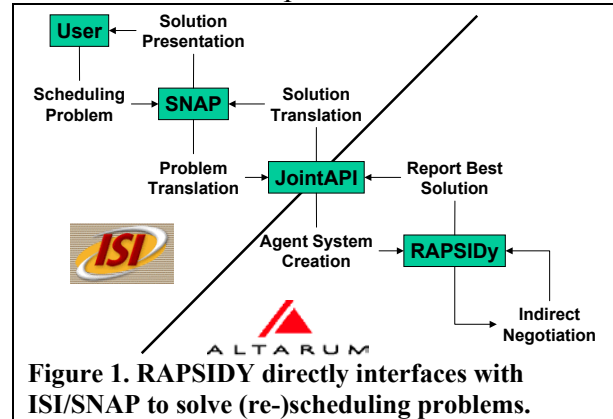 User
Solution
Presentation
Scheduling
Problem
SNAP
Solution
Translation
Problem
Translation
JointAPI
Report Best
Solution
Agent System
Creation
RAPSIDy
Indirect
Negotiation
ISI
ALTARUM
Figure 1. RAPSIDY directly interfaces with
ISI/SNAP to solve (re-)scheduling problems.